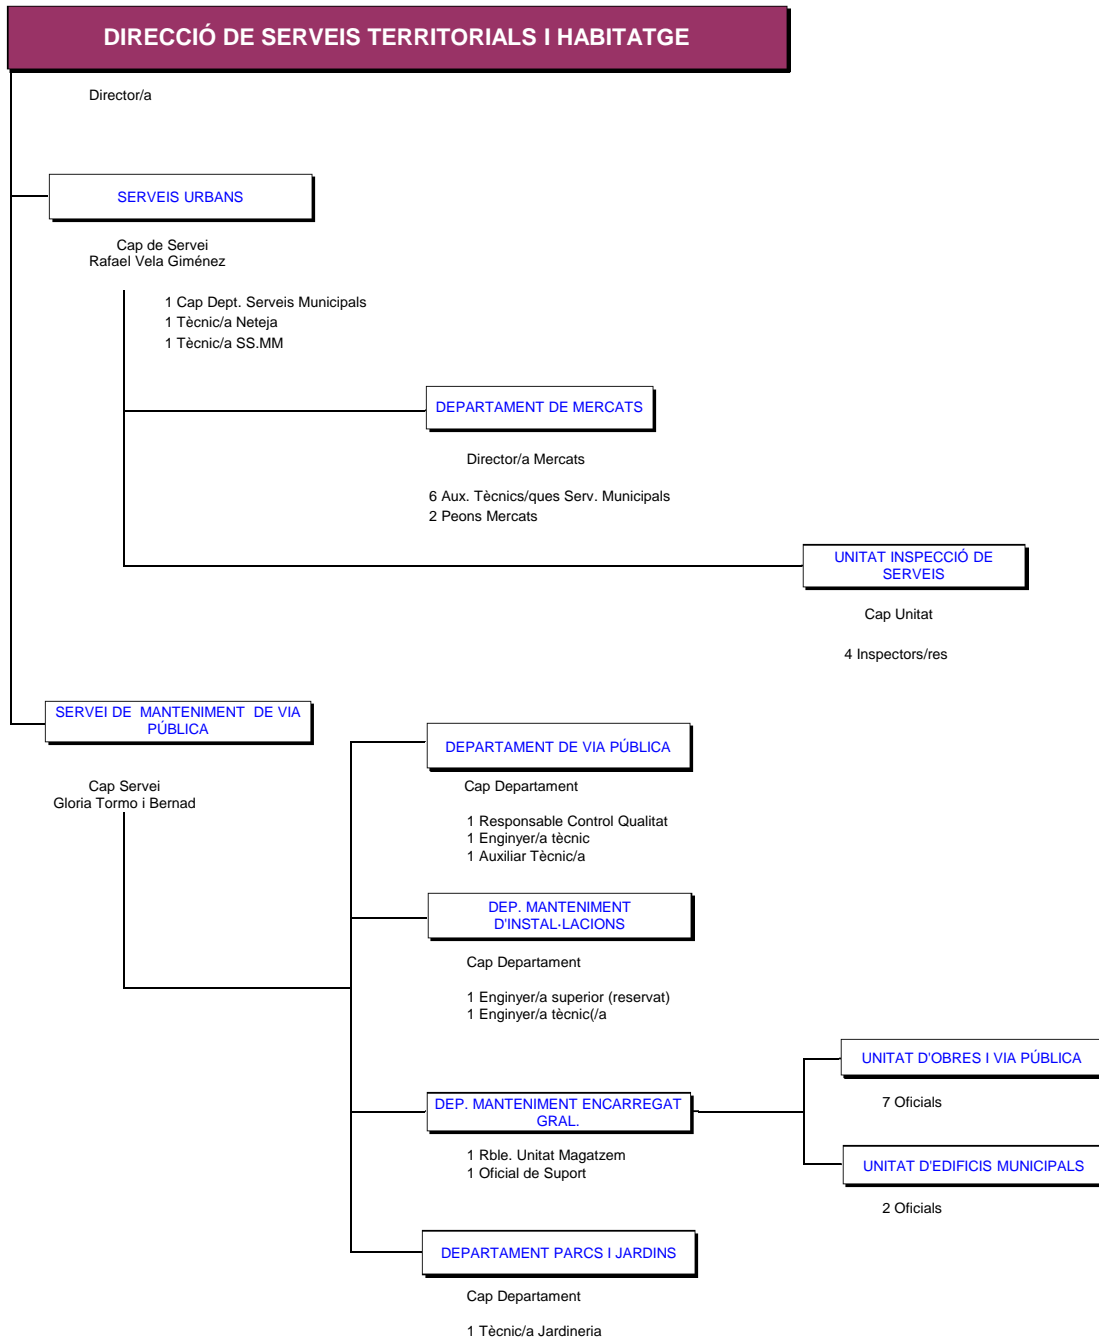 DIRECCIÓ DE SERVEIS TERRITORIALS I HABITATGE
Director/a
SERVEIS URBANS
Cap de Servei
Rafael Vela Giménez
1 Cap Dept. Serveis Municipals
1 Tècnic/a Neteja
1 Tècnic/a SS.MM
DEPARTAMENT DE MERCATS
Director/a Mercats
6 Aux. Tècnics/ques Serv. Municipals
2 Peons Mercats
UNITAT INSPECCIÓ DE
SERVEIS
Cap Unitat
4 Inspectors/res
SERVEI DE MANTENIMENT DE VIA
PÚBLICA
Cap Servei
Gloria Tormo i Bernad
DEPARTAMENT DE VIA PÚBLICA
Cap Departament
1 Responsable Control Qualitat
1 Enginyer/a tècnic
1 Auxiliar Tècnic/a
DEP. MANTENIMENT
D'INSTAL·LACIONS
Cap Departament
1 Enginyer/a superior (reservat)
1 Enginyer/a tècnic(/a
DEP. MANTENIMENT ENCARREGAT
GRAL.
1 Rble. Unitat Magatzem
1 Oficial de Suport
UNITAT D'OBRES I VIA PÚBLICA
7 Oficials
UNITAT D'EDIFICIS MUNICIPALS
2 Oficials
DEPARTAMENT PARCS I JARDINS
Cap Departament
1 Tècnic/a Jardineria